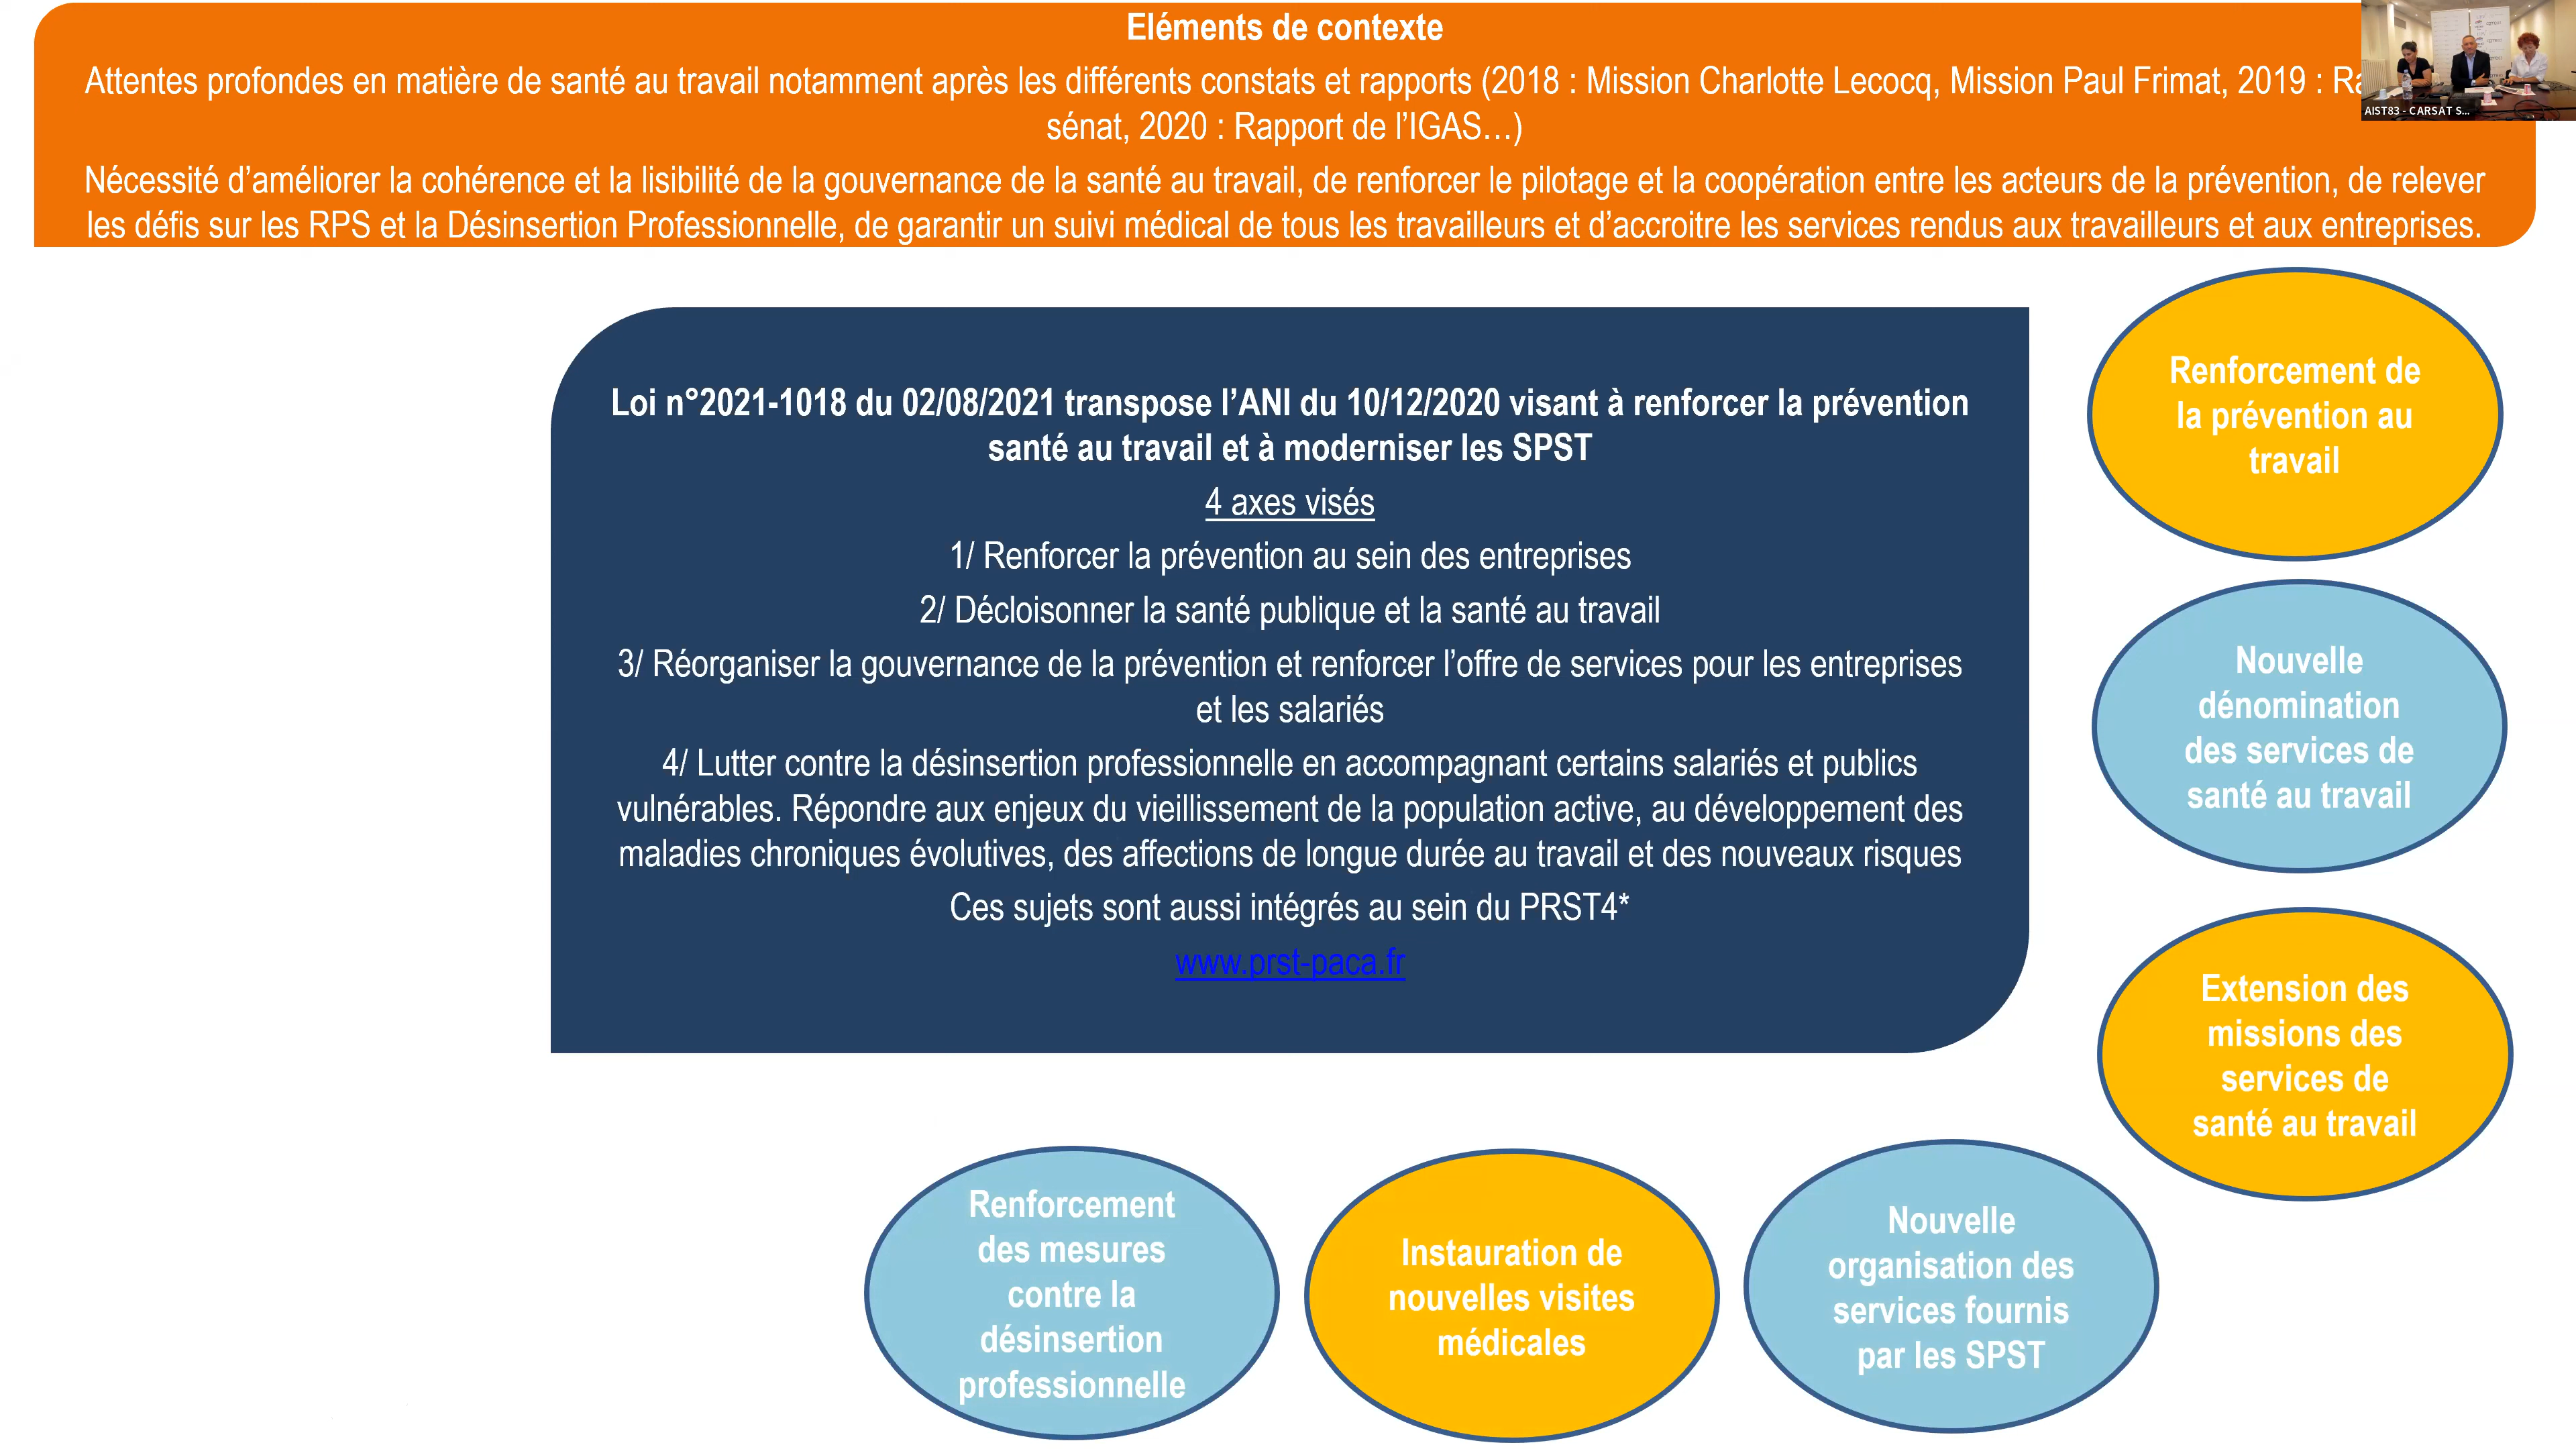 Eléments de contexte
Attentes profondes en matière de santé au travail notamment après les différents constats et rapports (2018 : Mission Charlotte Lecocq, Mission Paul Frimat, 2019 :
sénat, 2020 : Rapport de l’IGAS…)
Nécessité d’améliorer la cohérence et la lisibilité de la gouvernance de la santé au travail, de renforcer le pilotage et la coopération entre les acteurs de la prévention, de relever
les défis sur les RPS et la Désinsertion Professionnelle, de garantir un suivi médical de tous les travailleurs et d’accroitre les services rendus aux travailleurs et aux entreprises.
AIST83 - CARSAT S...
Loi n°2021-1018 du 02/08/2021 transpose l’ANI du 10/12/2020 visant à renforcer la prévention
santé au travail et à moderniser les SPST
4 axes visés
1/ Renforcer la prévention au sein des entreprises
2/ Décloisonner la santé publique et la santé au travail
3/ Réorganiser la gouvernance de la prévention et renforcer l’offre de services pour les entreprises
et les salariés
4/ Lutter contre la désinsertion professionnelle en accompagnant certains salariés et publics
vulnérables. Répondre aux enjeux du vieillissement de la population active, au développement des
maladies chroniques évolutives, des affections de longue durée au travail et des nouveaux risques
Ces sujets sont aussi intégrés au sein du PRST4*
www.prst-paca.fr
Renforcement de
la prévention au
travail
Nouvelle
dénomination
des services de
santé au travail
Extension des
missions des
services de
santé au travail
Nouvelle
organisation des
services fournis
par les SPST
Instauration de
nouvelles visites
médicales
Renforcement
des mesures
contre la
désinsertion
professionnelle